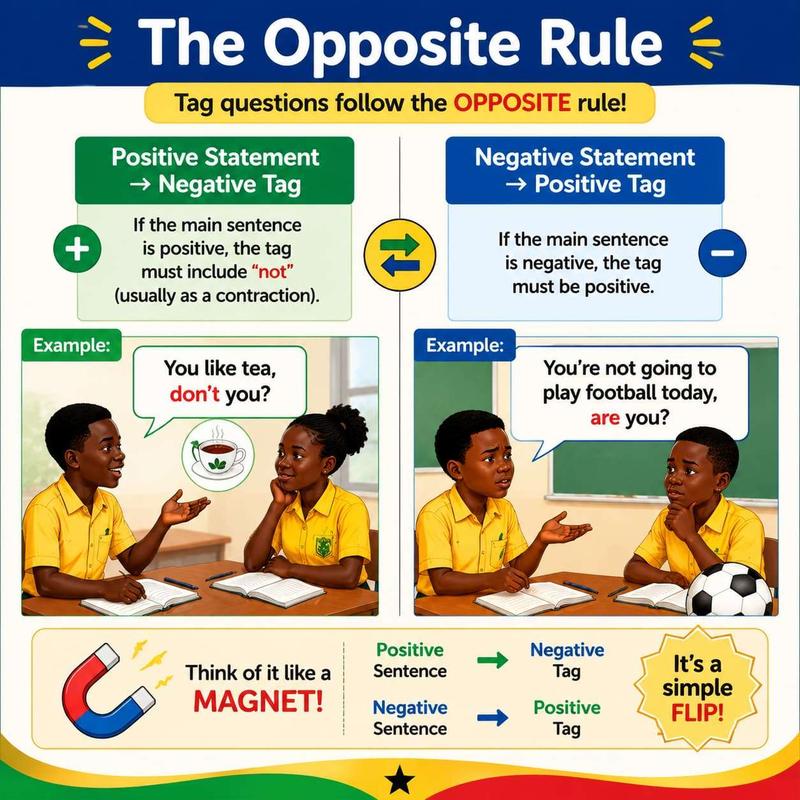 The Opposite Rule
Tag questions follow the OPPOSITE rule!
Positive Statement
→ Negative Tag
If the main sentence
is positive, the tag
must include “not”
(usually as a contraction).
Negative Statement
→ Positive Tag
If the main sentence
is negative, the tag
must be positive.
Example:
You like tea,
don’t you?
Example:
You’re not going to
play football today,
are you?
Think of it like a
MAGNET!
Positive
Sentence
Negative
Tag
Negative
Sentence
Positive
Tag
It’s a
simple
FLIP!